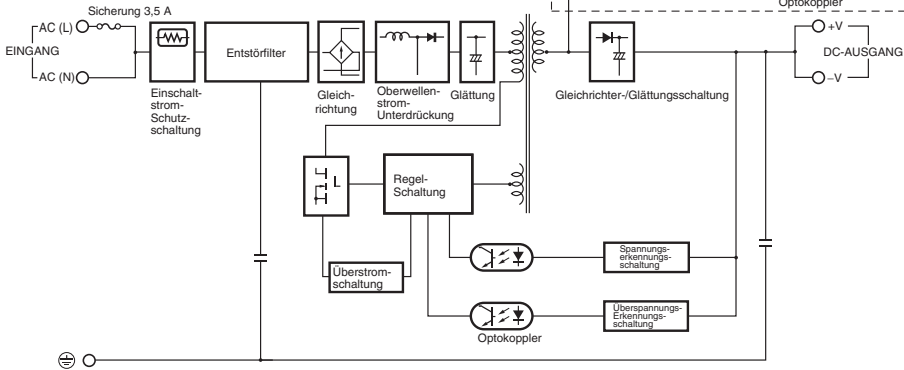 Optokoppler
Sicherung 3,5 A
AC (L)
EINGANG
AC (N)
Entstörfilter
+V
DC-AUSGANG
–V
Einschalt-
strom-
Schutz-
schaltung
Gleich-
richtung
Oberwellen-
strom-
Unterdrückung
Glättung
Gleichrichter-/Glättungsschaltung
Regel-
Schaltung
Überstrom-
schaltung
Spannungs-
erkennungs-
schaltung
Überspannungs-
Erkennungs-
schaltung
Optokoppler